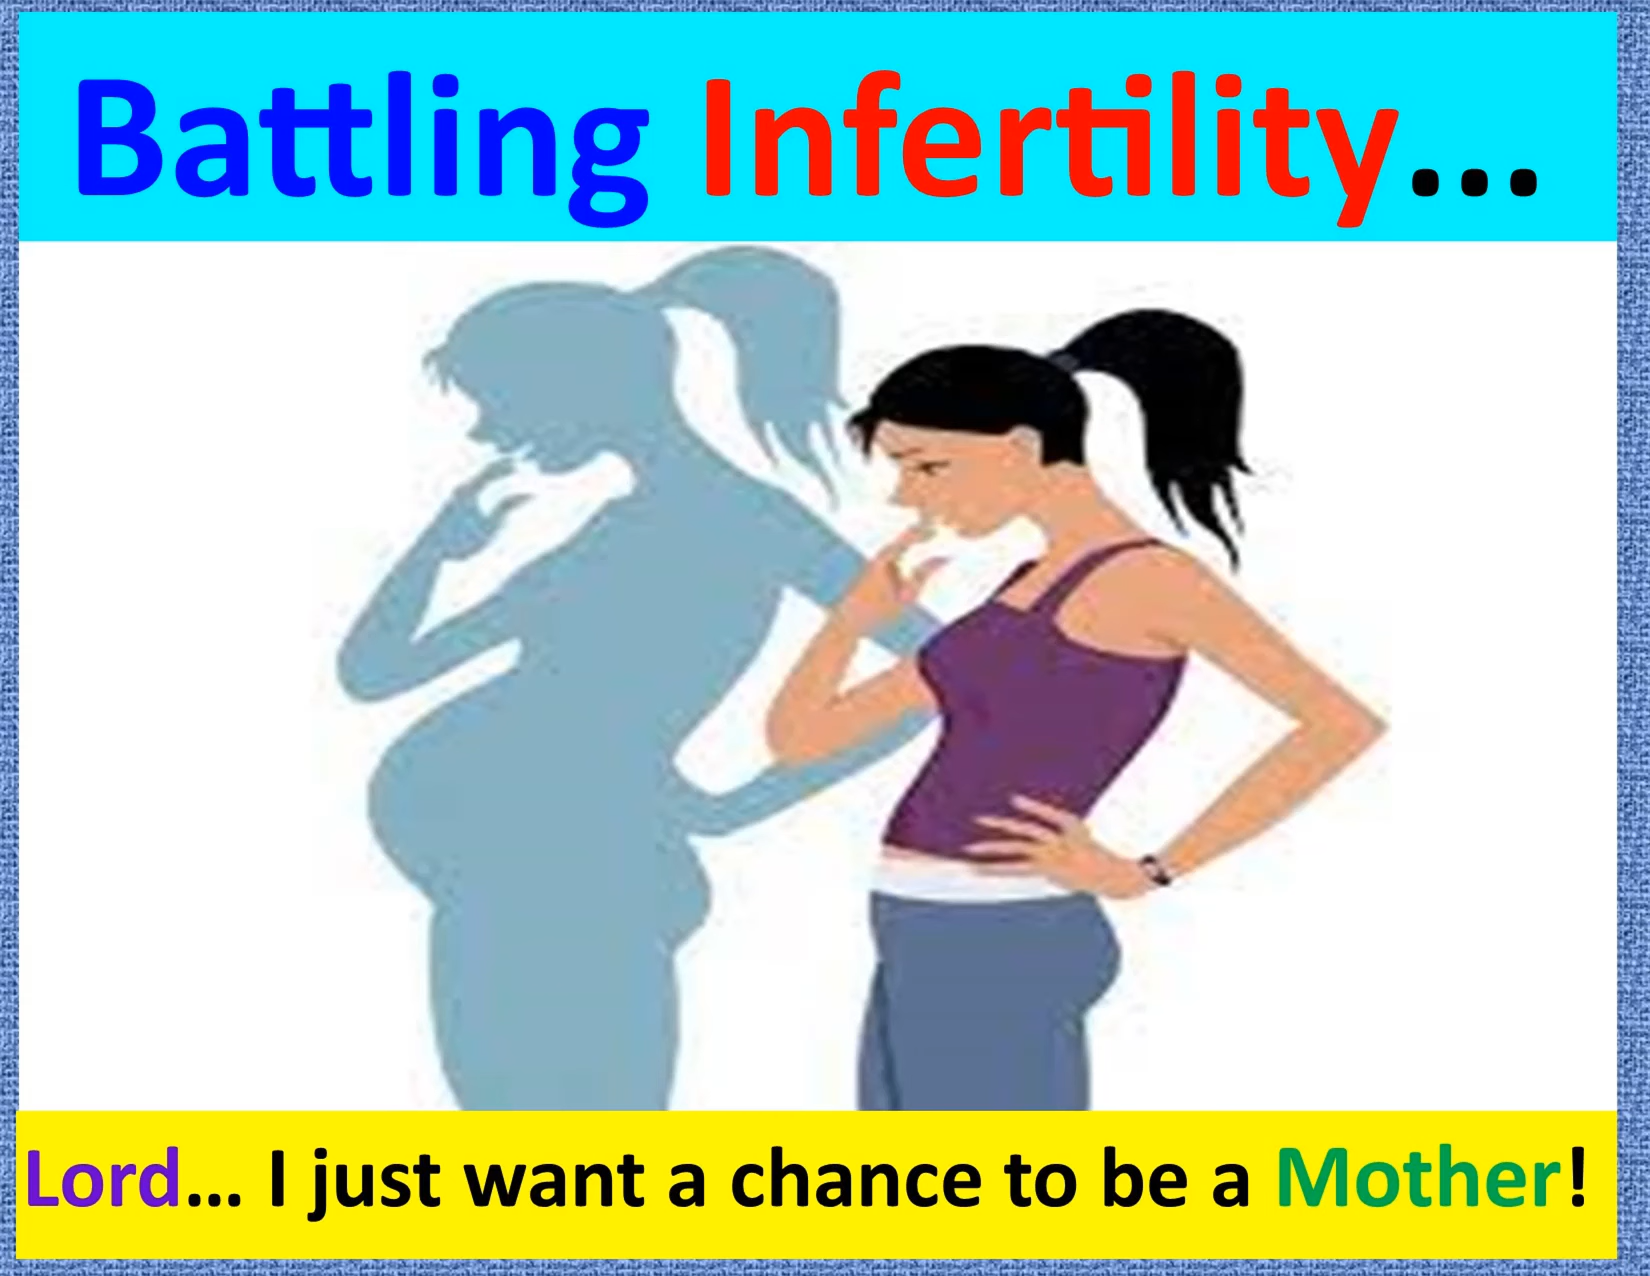 Battling Infertility...
Lord... I just want a chance to be a Mother!